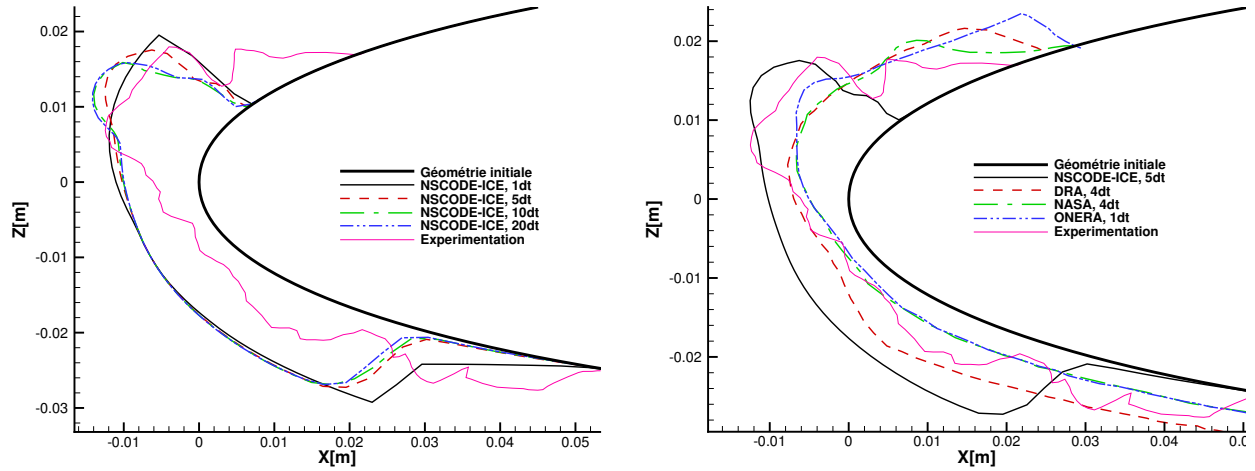 0.02
0.01
0
-0.01
-0.02
-0.03
Z[m]
-0.01 0 0.01 0.02 0.03 0.04 0.05
X[m]
Géométrie initiale
NSCODE-ICE, 1dt
NSCODE-ICE, 5dt
NSCODE-ICE, 10dt
NSCODE-ICE, 20dt
Experimentation
0.02
0.01
0
-0.01
-0.02
Z[m]
-0.01 0 0.01 0.02 0.03 0.04 0.05
X[m]
Géométrie initiale
NSCODE-ICE, 5dt
DRA, 4dt
NASA, 4dt
ONERA, 1dt
Experimentation